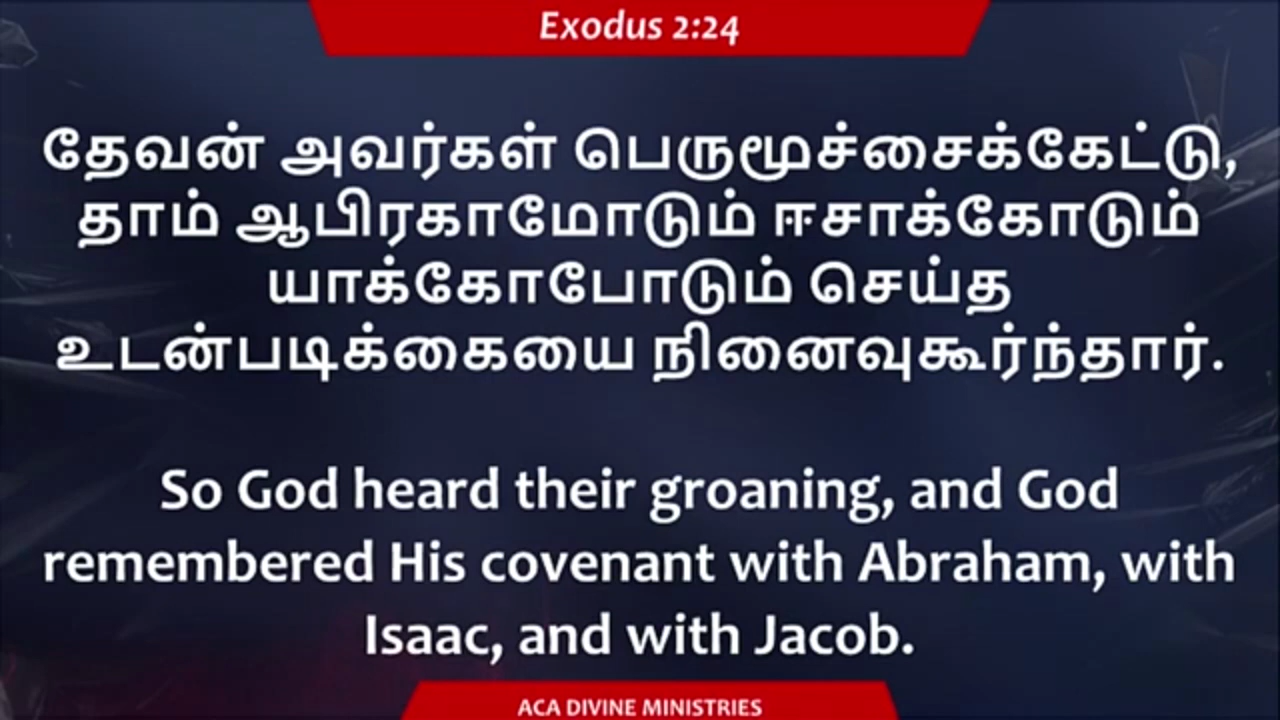 Exodus 2:24
தேவன் அவர்கள் பெருமூச்சைக்கேட்டு,
தாம் ஆபிரகாமோடும் ஈசாக்கோடும்
யாக்கோபோடும் செய்த
உடன்படிக்கையை நினைவுகூர்ந்தார்.
So God heard their groaning, and God
remembered His covenant with Abraham, with
Isaac, and with Jacob.
ACA DIVINE MINISTRIES